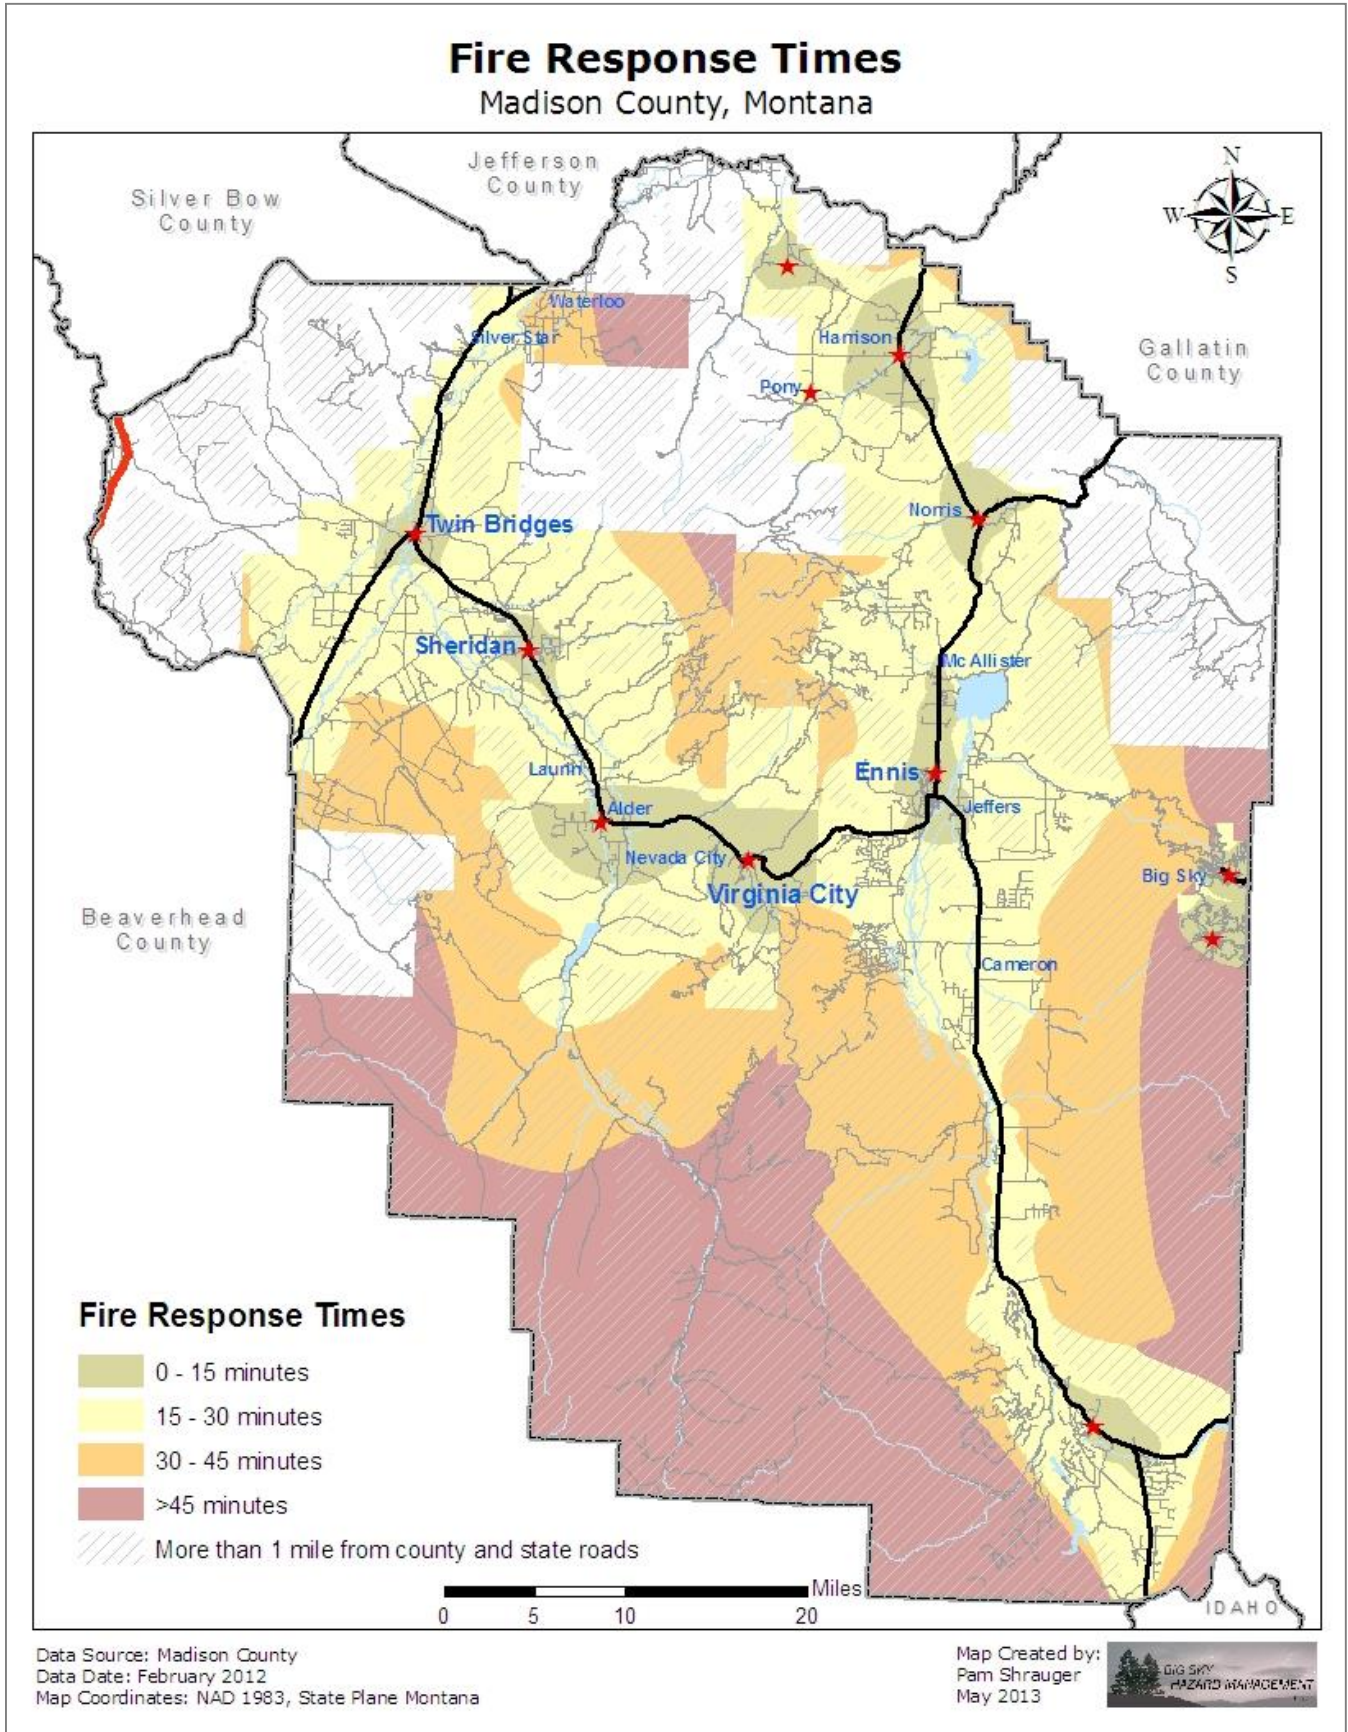 Fire Response Times
Madison County, Montana
Jefferson
County
Silver Bow
County
N
W
E
S
Waterloo
Silver Star
Harrison
Gallatin
County
Pony
Twin Bridges
Norris
Sheridan
Mc Allister
Laurin
Ennis
Alder
Jeffers
Nevada City
Big Sky
Virginia City
Beaverhead
County
Cameron
Fire Response Times
0 - 15 minutes
15 - 30 minutes
30 - 45 minutes
>45 minutes
More than 1 mile from county and state roads
Miles
0
5
10
20
IDAHO
Data Source: Madison County
Data Date: February 2012
Map Coordinates: NAD 1983, State Plane Montana
Map Created by:
Pam Shrauger
May 2013
BIG SKY
HAZARD MANAGEMENT